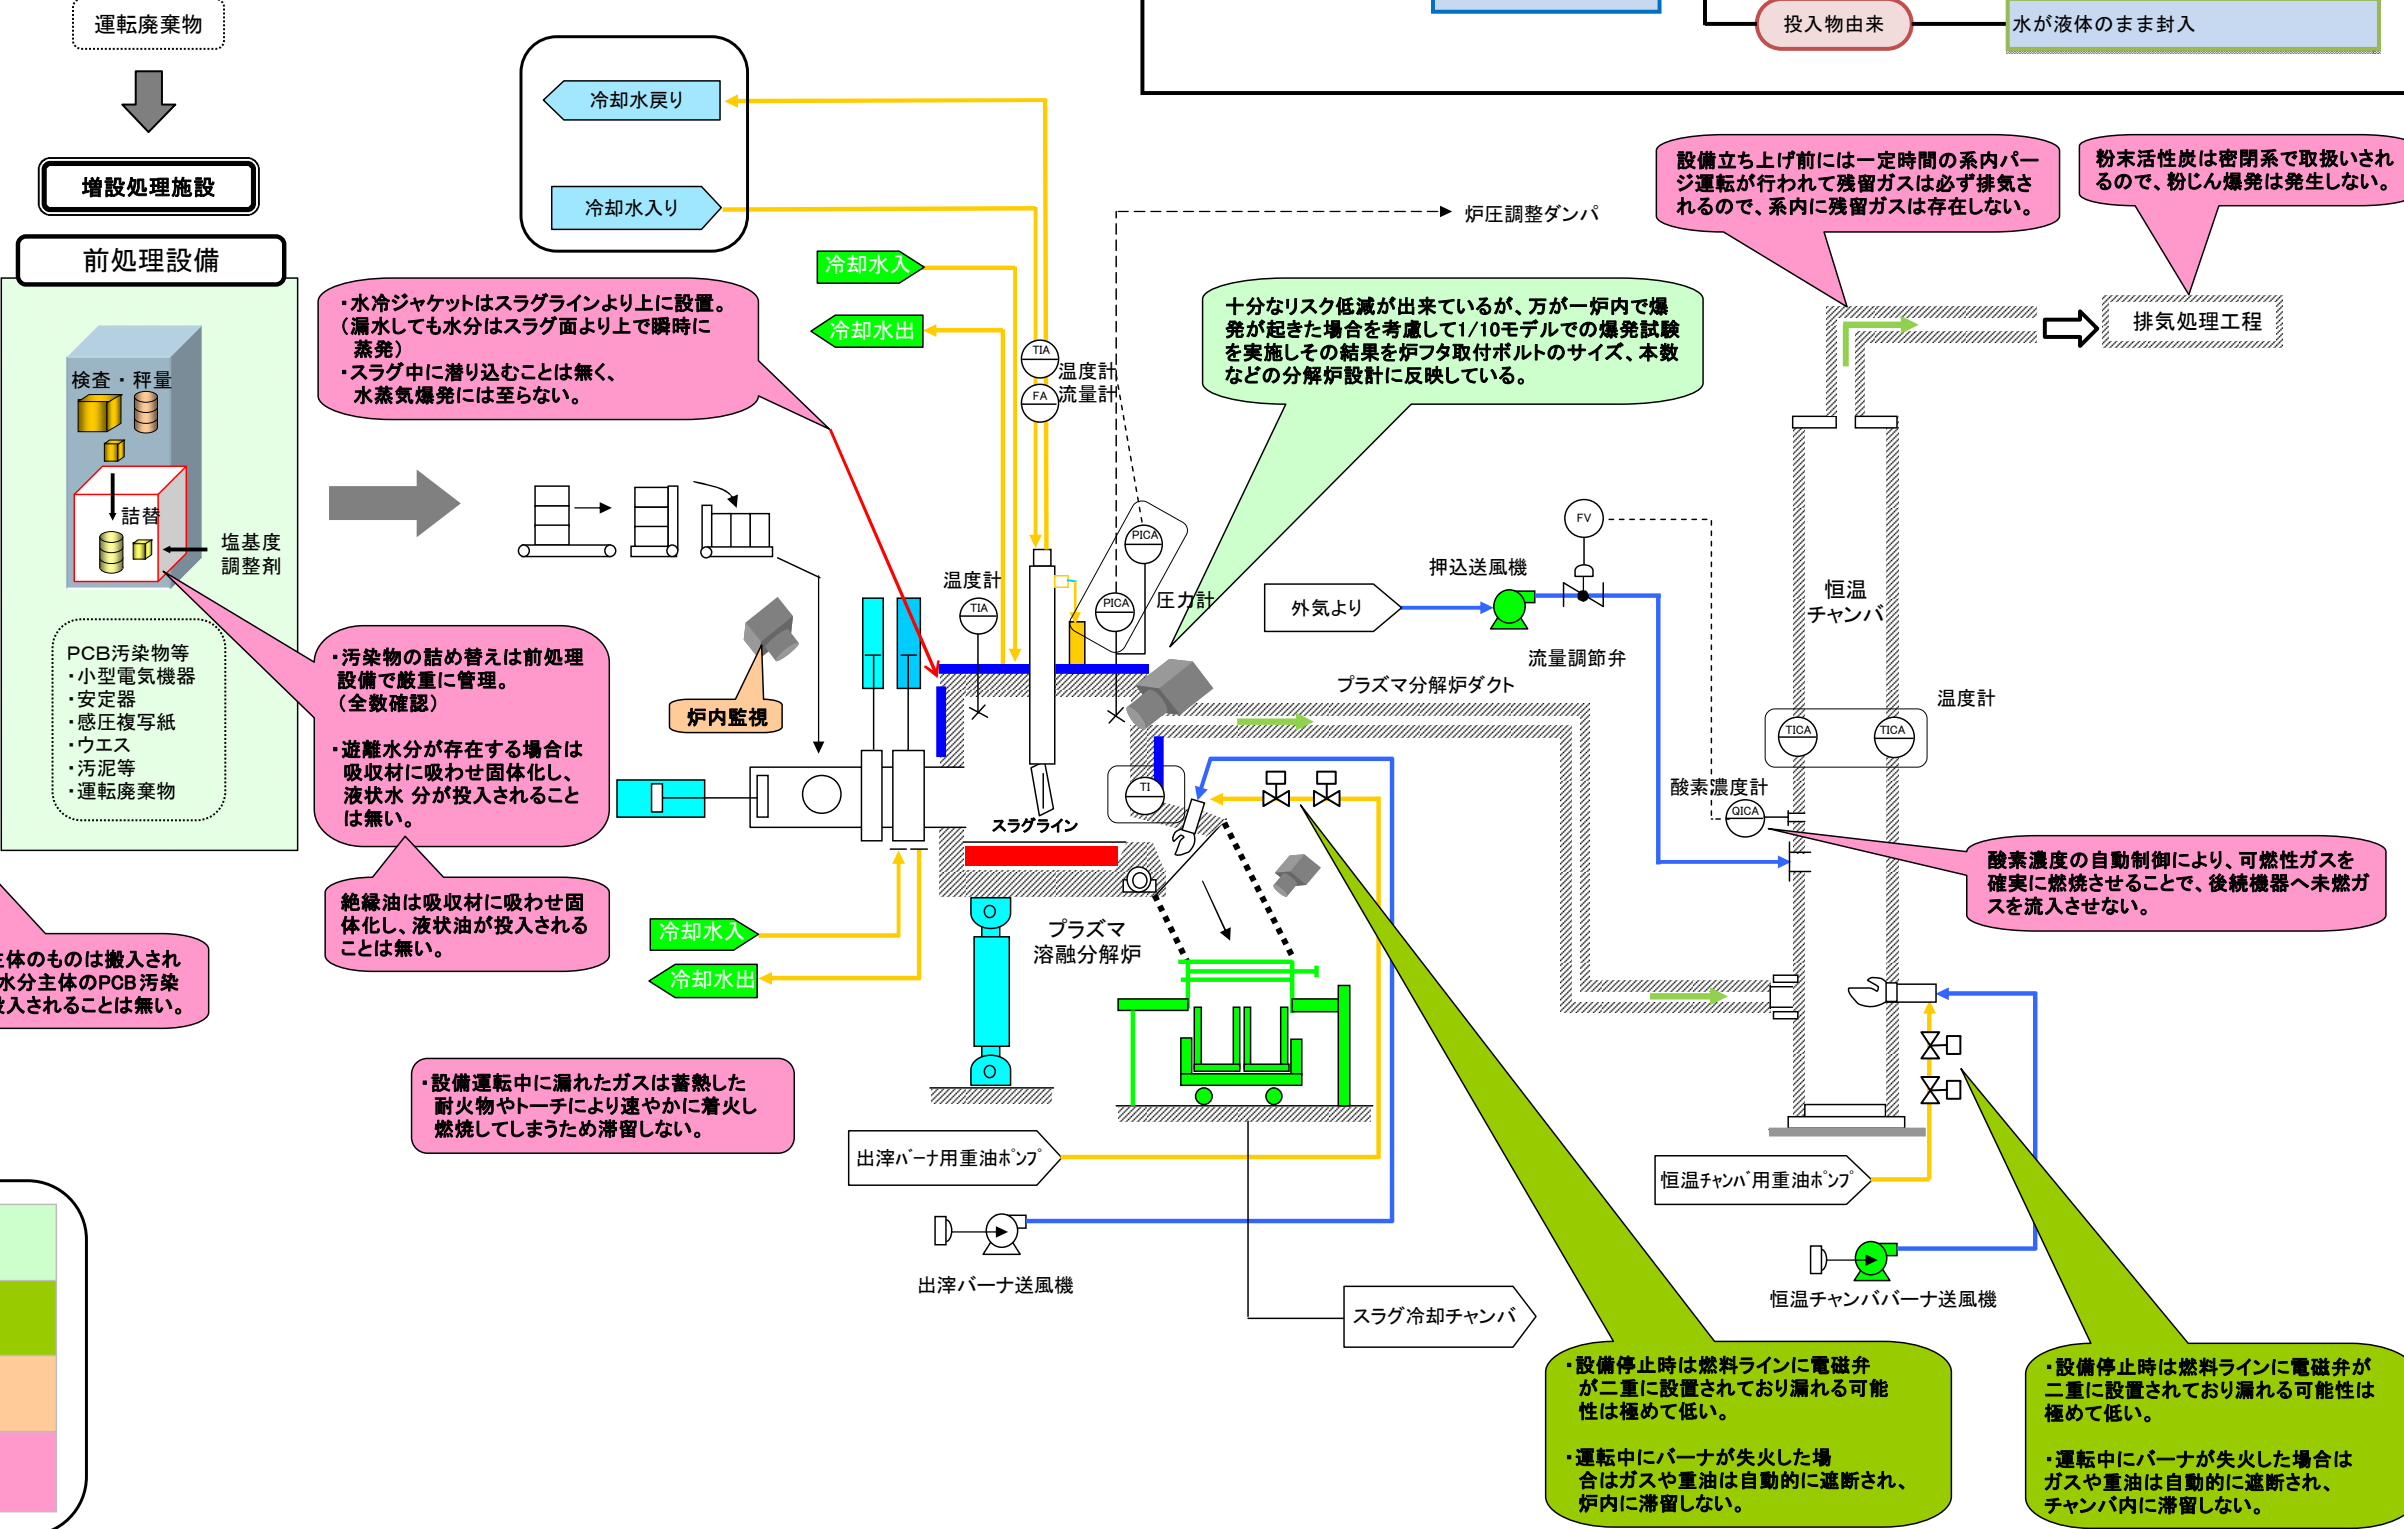 運転廃棄物
増設処理施設
前処理設備
検査・秤量
詰替
塩基度
調整剤
PCB汚染物等
・小型電気機器
・安定器
・感圧複写紙
・ウエス
・汚泥等
・運転廃棄物
体のものは搬入され
水分主体のPCB汚染
入されることは無い。
投入物由来
水が液体のまま封入
冷却水戻り
冷却水入り
冷却水入
冷却水出
・水冷ジャケットはスラグラインより上に設置。
（漏水しても水分はスラグ面より上で瞬時に
蒸発）
・スラグ中に潜り込むことは無く、
水蒸気爆発には至らない。
TIA
温度計
FA
流量計
炉圧調整ダンパ
十分なリスク低減が出来ているが、万が一炉内で爆
発が起きた場合を考慮して1/10モデルでの爆発試験
を実施しその結果を炉フタ取付ボルトのサイズ、本数
などの分解炉設計に反映している。
設備立ち上げ前には一定時間の系内パー
ジ運転が行われて残留ガスは必ず排気さ
れるので、系内に残留ガスは存在しない。
粉末活性炭は密閉系で取扱いされ
るので、粉じん爆発は発生しない。
排気処理工程
PICA
PICA
圧力計
温度計
TIA
炉内監視
・汚染物の詰め替えは前処理
設備で厳重に管理。
（全数確認）
・遊離水分が存在する場合は
吸収材に吸わせ固体化し、
液状水 分が投入されること
は無い。
絶縁油は吸収材に吸わせ固
体化し、液状油が投入される
ことは無い。
外気より
押込送風機
FV
流量調節弁
恒温
チャンバ
プラズマ分解炉ダクト
TICA
TICA
温度計
酸素濃度計
QICA
酸素濃度の自動制御により、可燃性ガスを
確実に燃焼させることで、後続機器へ未燃ガ
スを流入させない。
TI
スラグライン
プラズマ
溶融分解炉
冷却水入
冷却水出
・設備運転中に漏れたガスは蓄熱した
耐火物やトーチにより速やかに着火し
燃焼してしまうため滞留しない。
出滓バーナ用重油ポンプ
出滓バーナ送風機
スラグ冷却チャンバ
恒温チャンバ用重油ポンプ
恒温チャンババーナ送風機
・設備停止時は燃料ラインに電磁弁
が二重に設置されており漏れる可能
性は極めて低い。
・運転中にバーナが失火した場
合はガスや重油は自動的に遮断され、
炉内に滞留しない。
・設備停止時は燃料ラインに電磁弁が
二重に設置されており漏れる可能性は
極めて低い。
・運転中にバーナが失火した場合は
ガスや重油は自動的に遮断され、
チャンバ内に滞留しない。